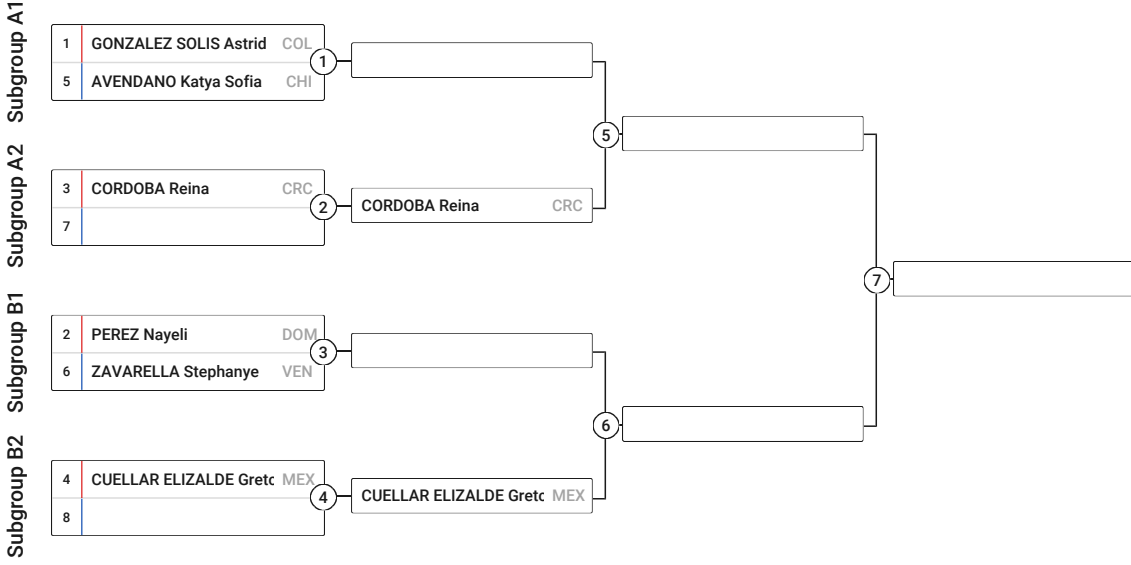 Subgroup A1
1 GONZALEZ SOLIS Astrid COL
5 AVENDANO Katya Sofia CHI
1
Subgroup A2
3 CORDOBA Reina CRC
7
2
CORDOBA Reina CRC
5
Subgroup B1
2 PEREZ Nayeli DOM
6 ZAVARELLA Stephanye VEN
3
Subgroup B2
4 CUELLAR ELIZALDE Gretc MEX
8
4
CUELLAR ELIZALDE Gretc MEX
6
7